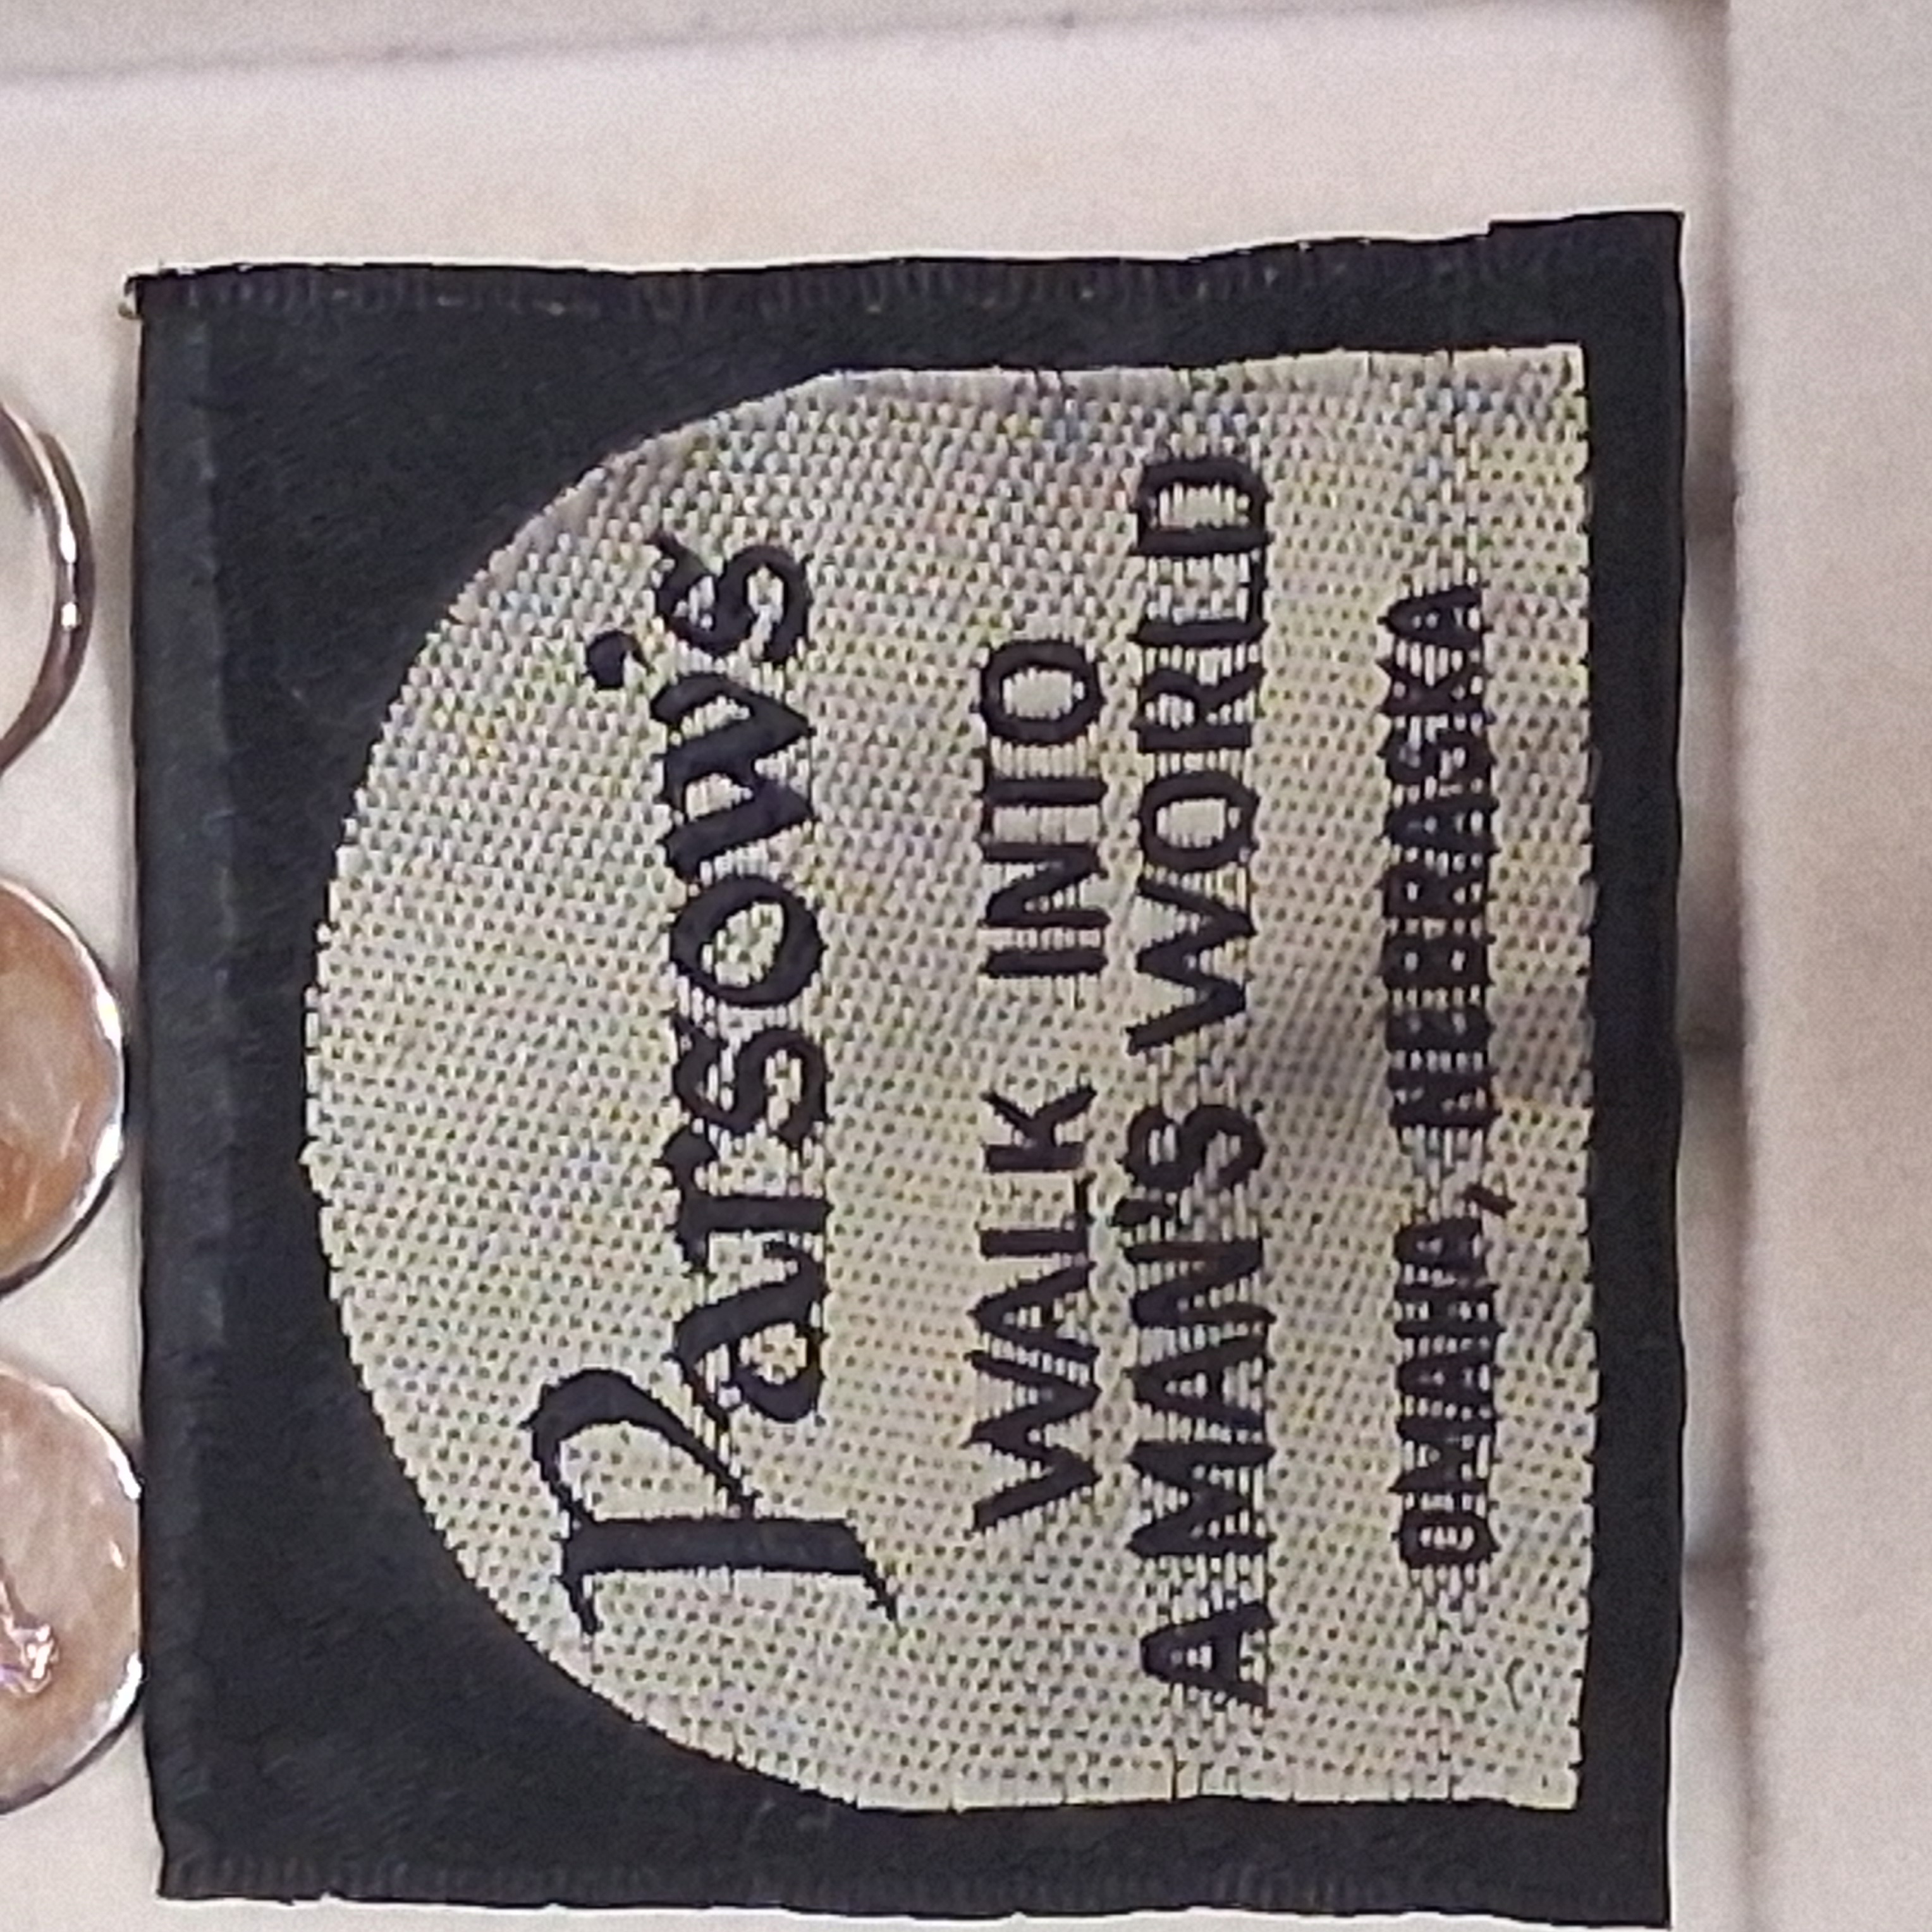 Parsow's
WALK INTO
A MAN'S WORLD
OMAHA, NEBRASKA